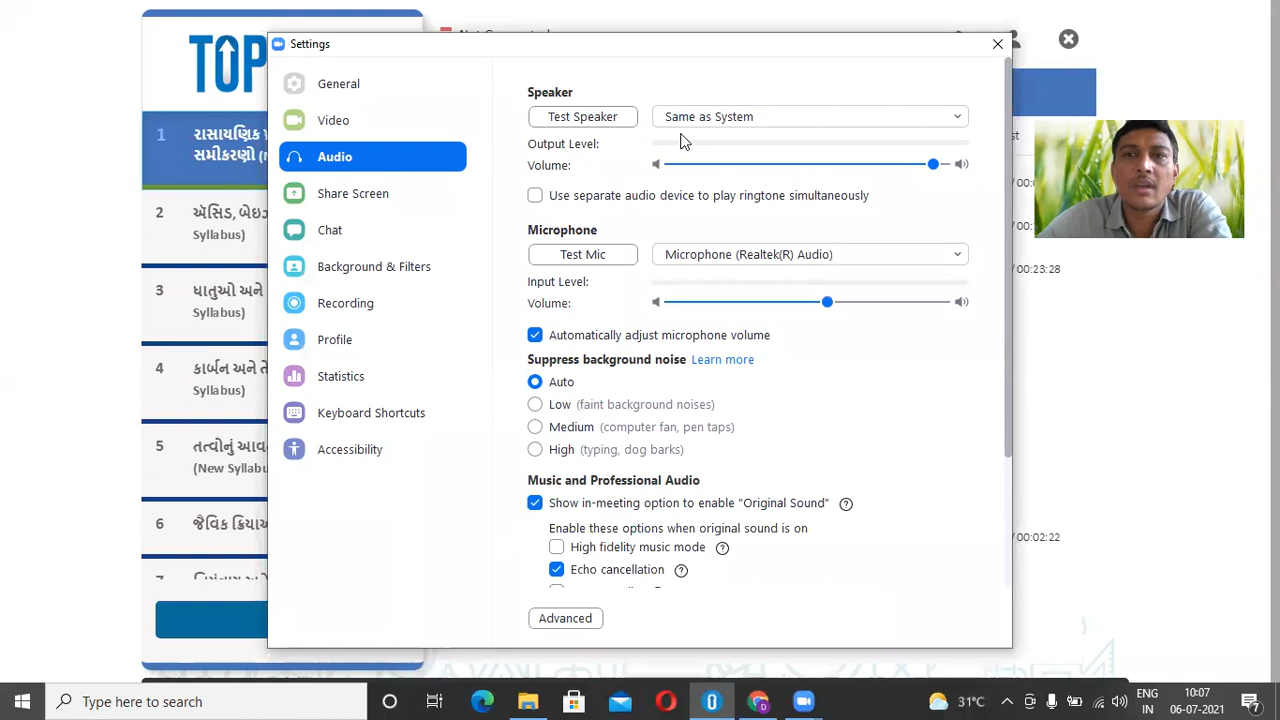 TOP
Settings
General
Video
Audio
Share Screen
Chat
Background & Filters
Recording
Profile
Statistics
Keyboard Shortcuts
Accessibility
Speaker
Test Speaker
Same as System
Output Level:
Volume:
Use separate audio device to play ringtone simultaneously
Microphone
Test Mic
Microphone (Realtek(R) Audio)
Input Level:
Volume:
Automatically adjust microphone volume
Suppress background noise Learn more
Auto
Low (faint background noises)
Medium (computer fan, pen taps)
High (typing, dog barks)
Music and Professional Audio
Show in-meeting option to enable "Original Sound"
Enable these options when original sound is on
High fidelity music mode
Echo cancellation
Advanced
1 રાસાયણિક
સમીકરણો
2 ઍસિડ,
Syllabus)
3 ધાતુઓ અને
Syllabus)
4 કાર્બન અને
Syllabus)
5 તત્વોનું
(New
6 જૈવિક
/00:23:28
/00:02:22
Type here to search
31°C
ENG
IN
10:07
06-07-2021
7